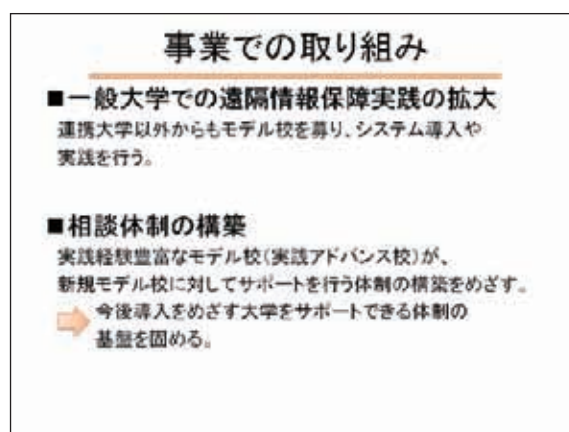 事業での取り組み
■一般大学での遠隔情報保障実践の拡大
連携大学以外からもモデル校を募り、システム導入や
実践を行う。
■相談体制の構築
実践経験豊富なモデル校(実践アドバンス校)が、
新規モデル校に対してサポートを行う体制の構築をめざす。
今後導入をめざす大学をサポートできる体制の
基盤を固める。